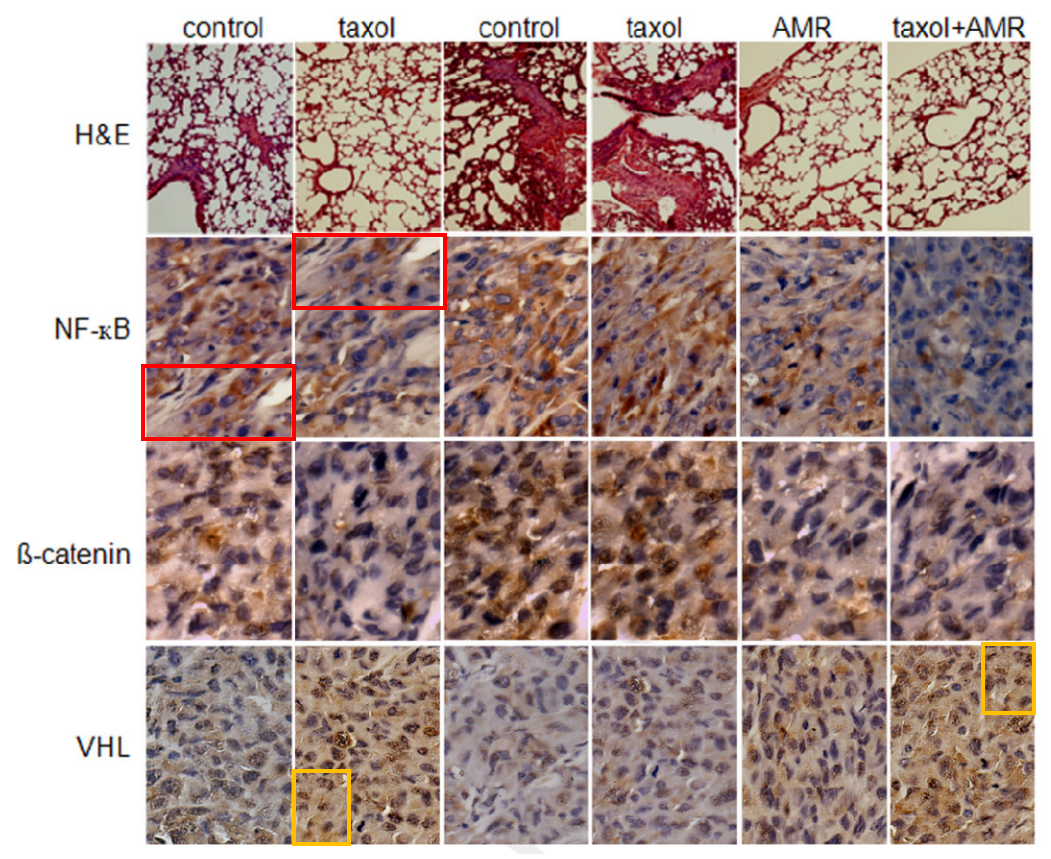 control taxol control taxol AMR taxol+AMR
H&E
NF-κB
ß-catenin
VHL